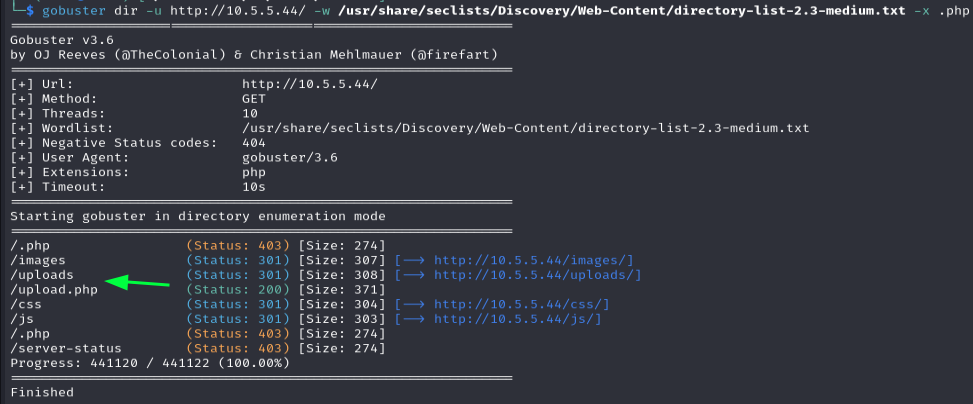 └─$ gobuster dir -u http://10.5.5.44/ -w /usr/share/seclists/Discovery/Web-Content/directory-list-2.3-medium.txt -x .php
Gobuster v3.6
by OJ Reeves (@TheColonial) & Christian Mehlmauer (@firefart)
[+] Url: http://10.5.5.44/
[+] Method: GET
[+] Threads: 10
[+] Wordlist: /usr/share/seclists/Discovery/Web-Content/directory-list-2.3-medium.txt
[+] Negative Status codes: 404
[+] User Agent: gobuster/3.6
[+] Extensions: php
[+] Timeout: 10s
Starting gobuster in directory enumeration mode
/.php (Status: 403) [Size: 274]
/images (Status: 301) [Size: 307] [--> http://10.5.5.44/images/]
/uploads (Status: 301) [Size: 308] [--> http://10.5.5.44/uploads/]
/upload.php (Status: 200) [Size: 371]
/css (Status: 301) [Size: 304] [--> http://10.5.5.44/css/]
/js (Status: 301) [Size: 303] [--> http://10.5.5.44/js/]
/.php (Status: 403) [Size: 274]
/server-status (Status: 403) [Size: 274]
Progress: 441120 / 441122 (100.00%)
Finished